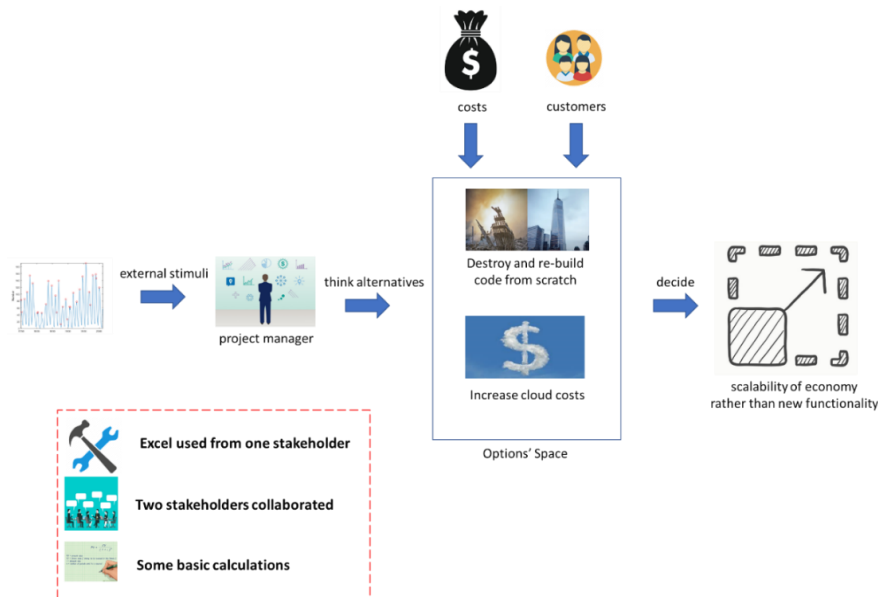 costs
customers
external stimuli
project manager
think alternatives
Destroy and re-build
code from scratch
Increase cloud costs
Options' Space
decide
scalability of economy
rather than new functionality
Excel used from one stakeholder
Two stakeholders collaborated
Some basic calculations